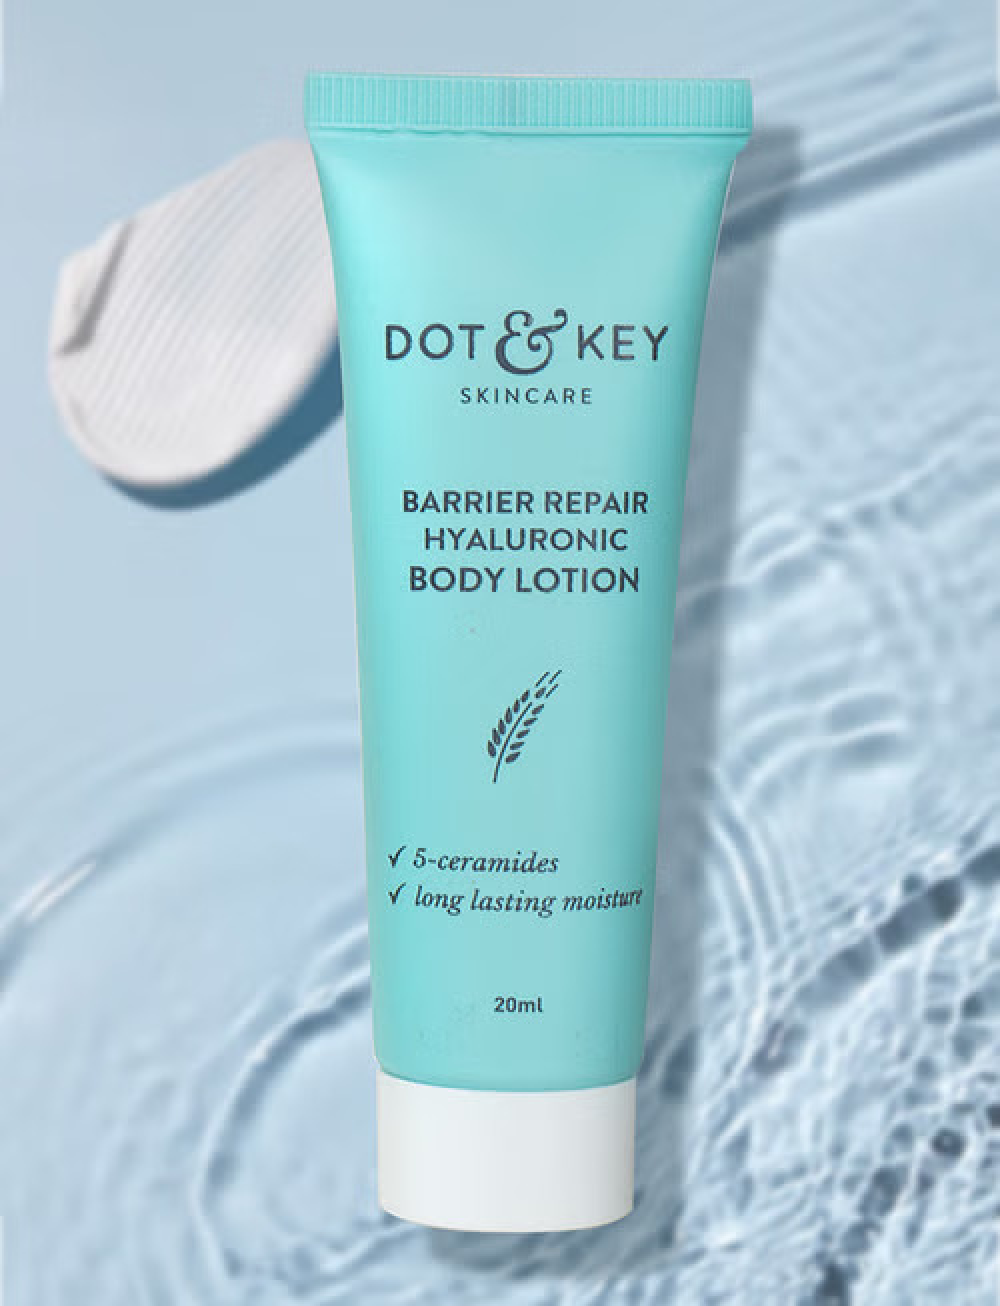 DOT & KEY
SKINCARE
BARRIER REPAIR
HYALURONIC
BODY LOTION
✓ 5-ceramides
✓ long lasting moisture
20ml